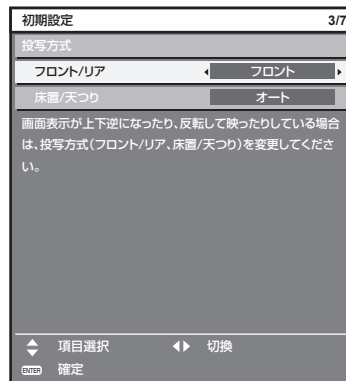 初期設定 3/7
投写方式
フロント/リア フロント
床置/天つり オート
画面表示が上下逆になったり、反転して映ったりしている場合
は、投写方式（フロント/リア、床置/天つり）を変更してくださ
い。
項目選択 切換
ENTER 確定